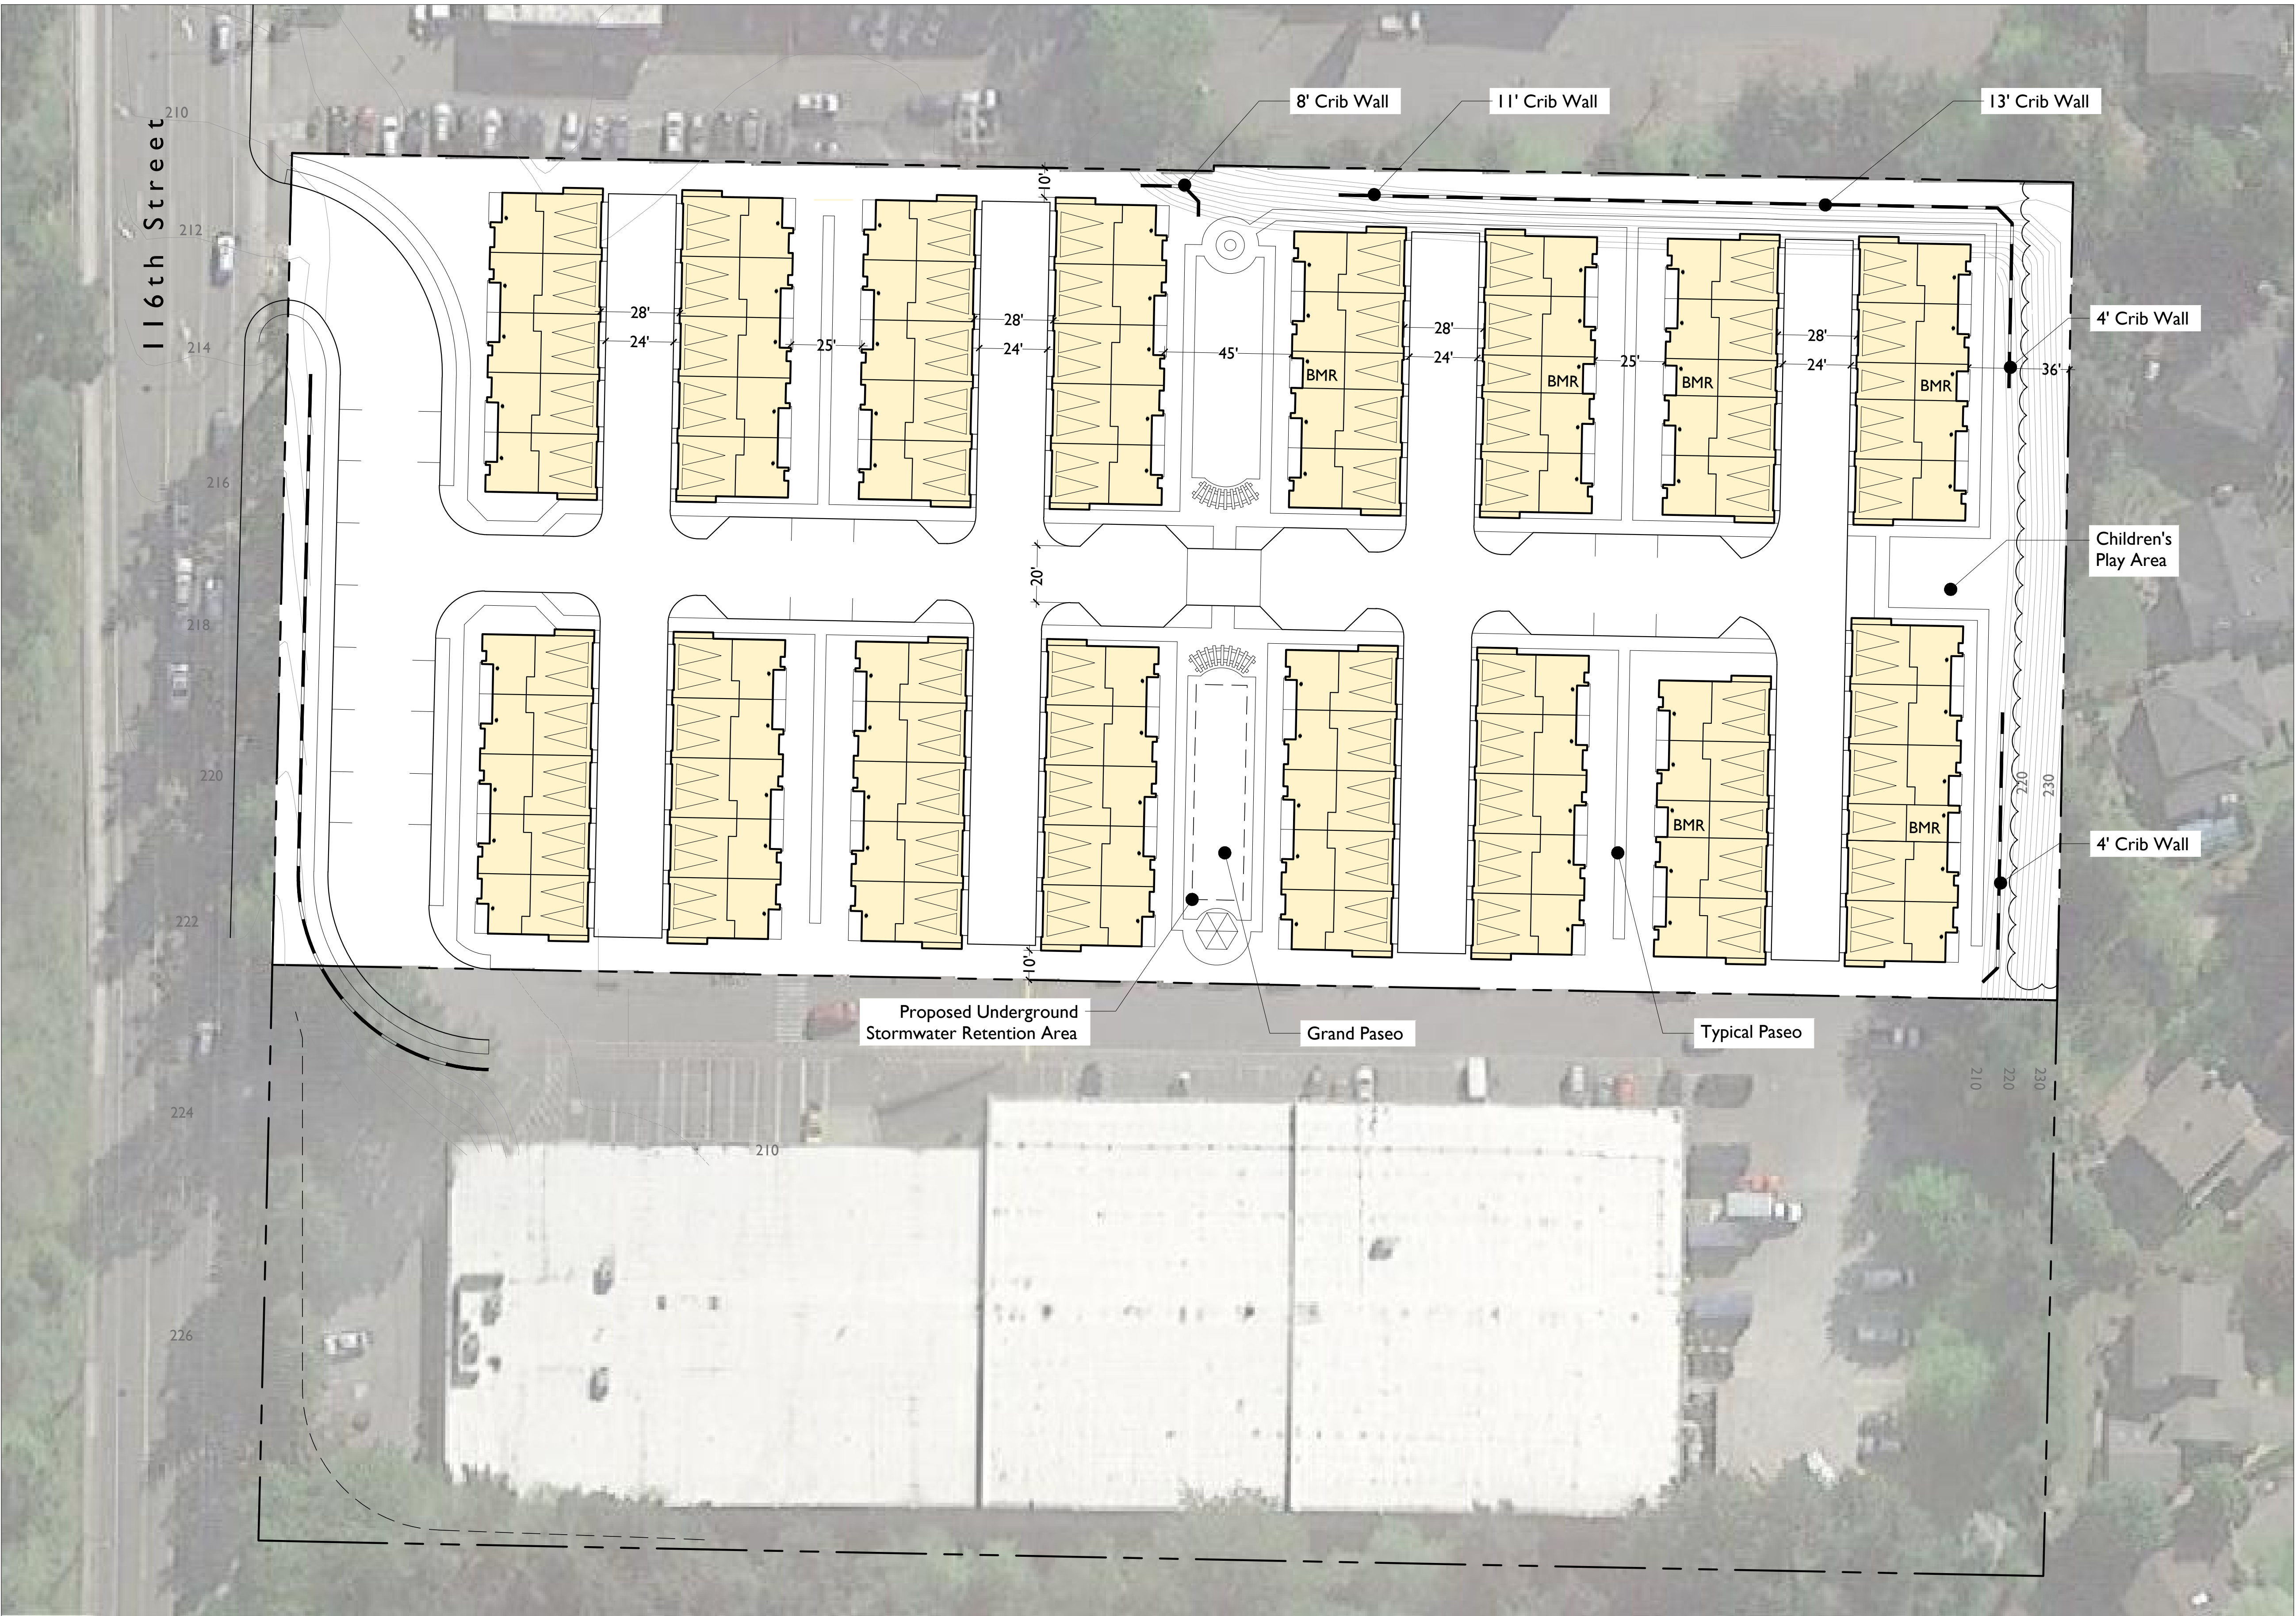 8' Crib Wall
11' Crib Wall
13' Crib Wall
210
116th Street
10'
212
28'
28'
28'
28'
4' Crib Wall
214
24'
25'
24'
45'
24'
25'
24'
36'
BMR
BMR
BMR
BMR
216
Children's
Play Area
20'
218
220
220
230
BMR
BMR
4' Crib Wall
222
10'
Proposed Underground
Stormwater Retention Area
Grand Paseo
Typical Paseo
210
220
230
224
210
226